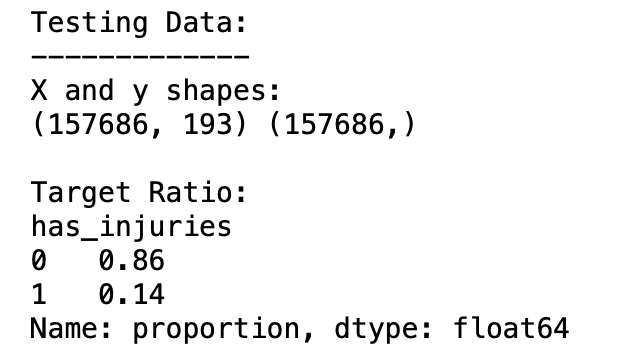 Testing Data:
-------------
X and y shapes:
(157686, 193) (157686,)

Target Ratio:
has_injuries
0   0.86
1   0.14
Name: proportion, dtype: float64